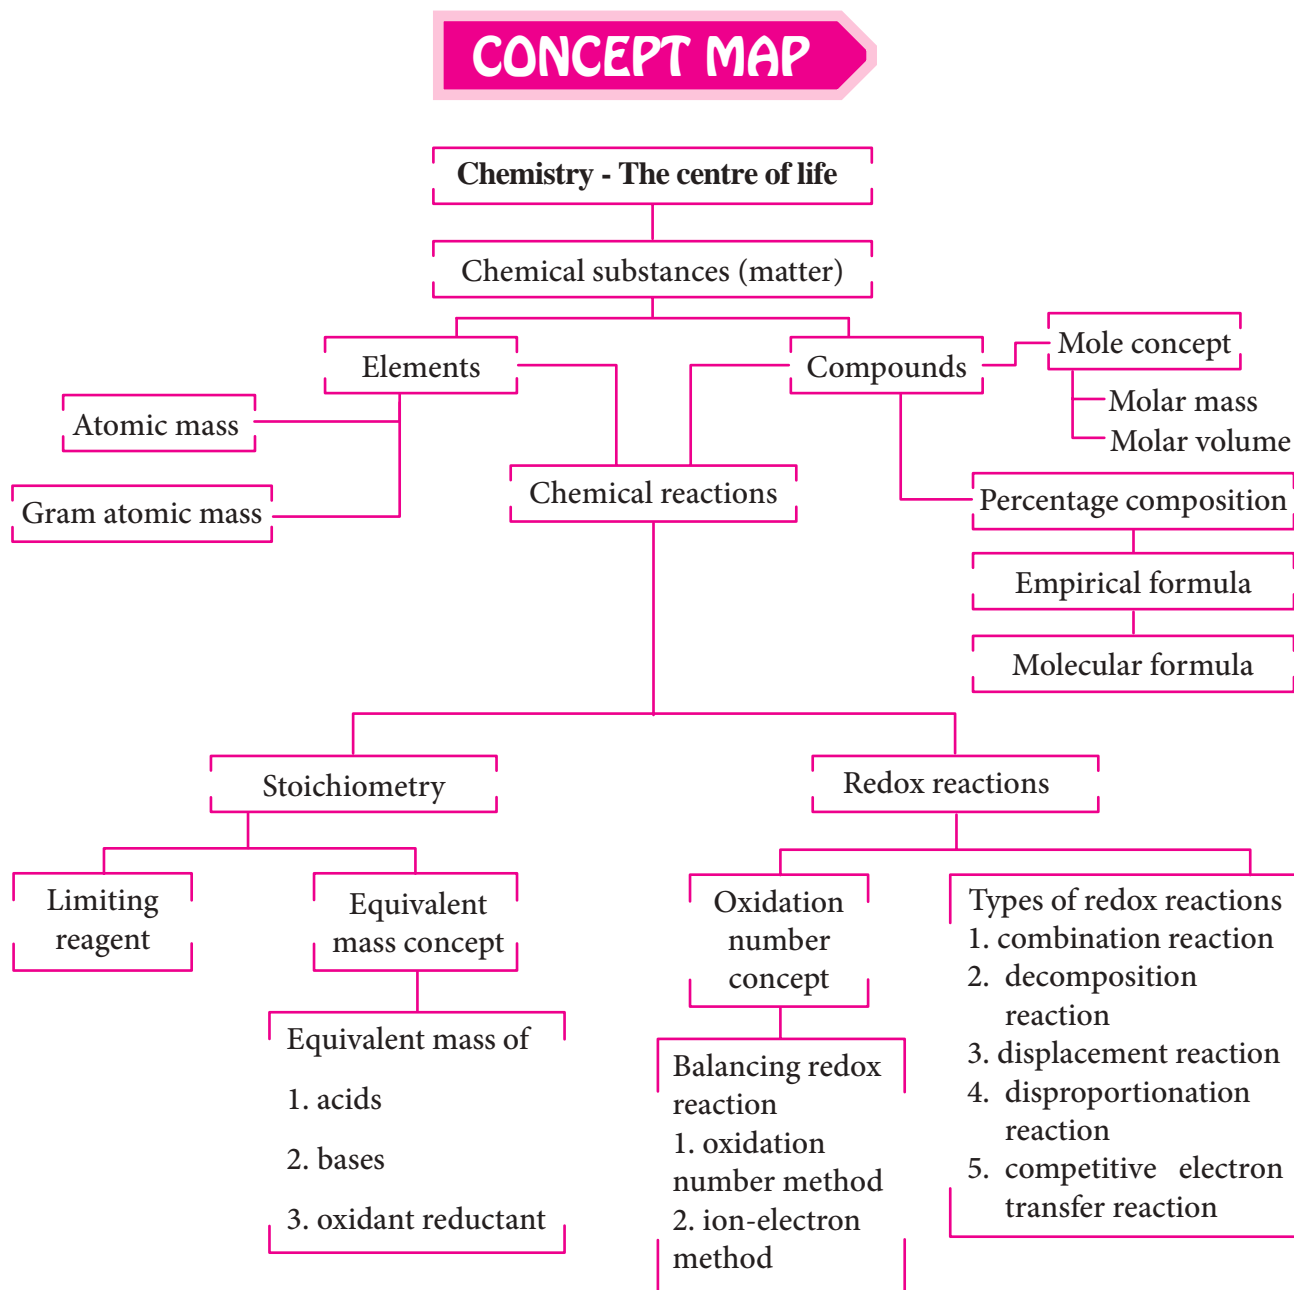 CONCEPT MAP
Chemistry - The centre of life
Chemical substances (matter)
Elements
Compounds
Mole concept
Molar mass
Molar volume
Atomic mass
Gram atomic mass
Chemical reactions
Percentage composition
Empirical formula
Molecular formula
Stoichiometry
Redox reactions
Limiting
reagent
Equivalent
mass concept
Equivalent mass of
1. acids
2. bases
3. oxidant reductant
Oxidation
number
concept
Balancing redox
reaction
1. oxidation
number method
2. ion-electron
method
Types of redox reactions
1. combination reaction
2. decomposition
reaction
3. displacement reaction
4. disproportionation
reaction
5. competitive electron
transfer reaction